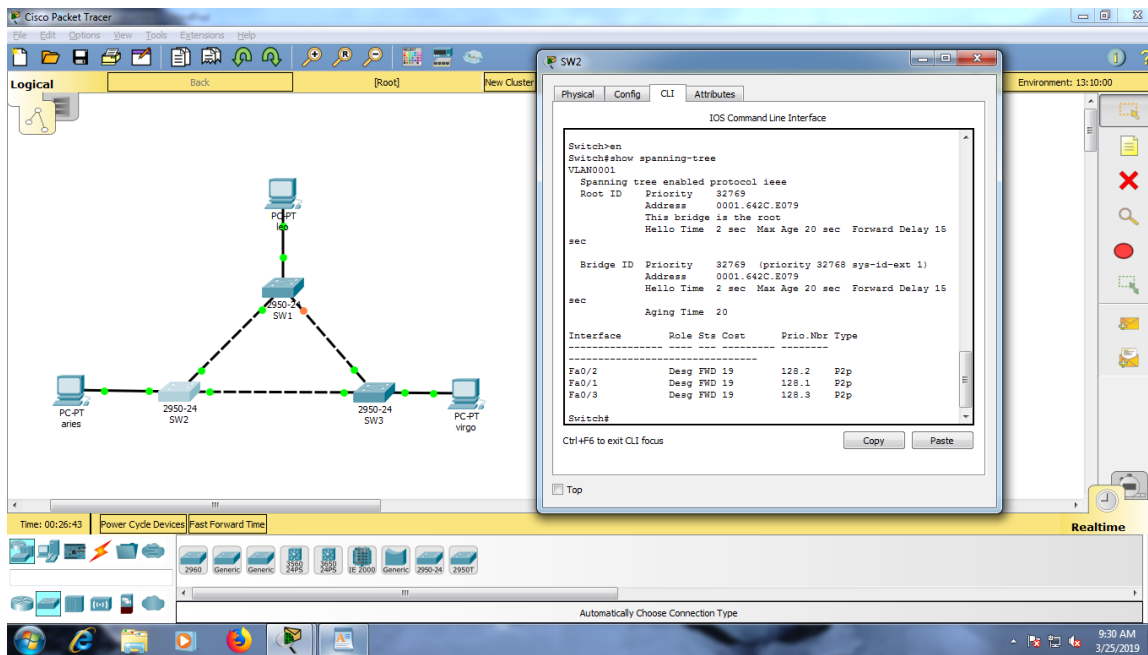 Cisco Packet Tracer
File Edit Options View Tools Extensions Help
Logical
Back
[Root]
New Cluster
Environment: 13:10:00
PC-PT
leo
2950-24
SW1
PC-PT
aries
2950-24
SW2
2950-24
SW3
PC-PT
virgo
SW2
Physical Config CLI Attributes
IOS Command Line Interface
Switch>en
Switch#show spanning-tree
VLAN0001
Spanning tree enabled protocol ieee
Root ID Priority 32769
Address 0001.642C.E079
This bridge is the root
Hello Time 2 sec Max Age 20 sec Forward Delay 15
sec
Bridge ID Priority 32769 (priority 32768 sys-id-ext 1)
Address 0001.642C.E079
Hello Time 2 sec Max Age 20 sec Forward Delay 15
sec
Aging Time 20
Interface Role Sts Cost Prio.Nbr Type
---------------- ---- --- --------- --------
--------------------------------
Fa0/2 Desg FWD 19 128.2 P2p
Fa0/1 Desg FWD 19 128.1 P2p
Fa0/3 Desg FWD 19 128.3 P2p
Switch#
Ctrl+F6 to exit CLI focus
Copy
Paste
Top
Time: 00:26:43
Power Cycle Devices
Fast Forward Time
Realtime
2960
Generic
Generic
3560
24PS
3650
24PS
IE 2000
Generic
2950-24
2950T
Automatically Choose Connection Type
9:30 AM
3/25/2019